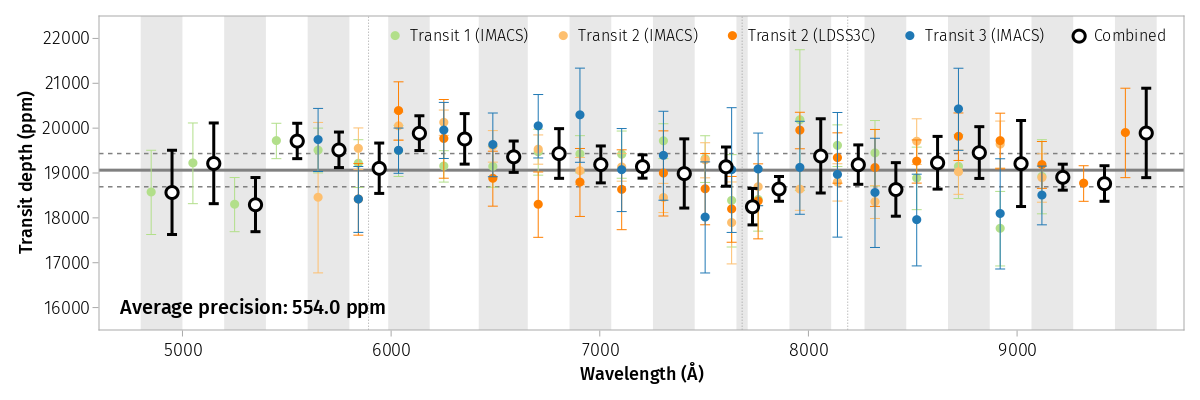 22000
21000
20000
19000
18000
17000
16000
Transit depth (ppm)
Transit 1 (IMACS)
Transit 2 (IMACS)
Transit 2 (LDSS3C)
Transit 3 (IMACS)
Combined
Average precision: 554.0 ppm
5000
6000
7000
8000
9000
Wavelength (Å)